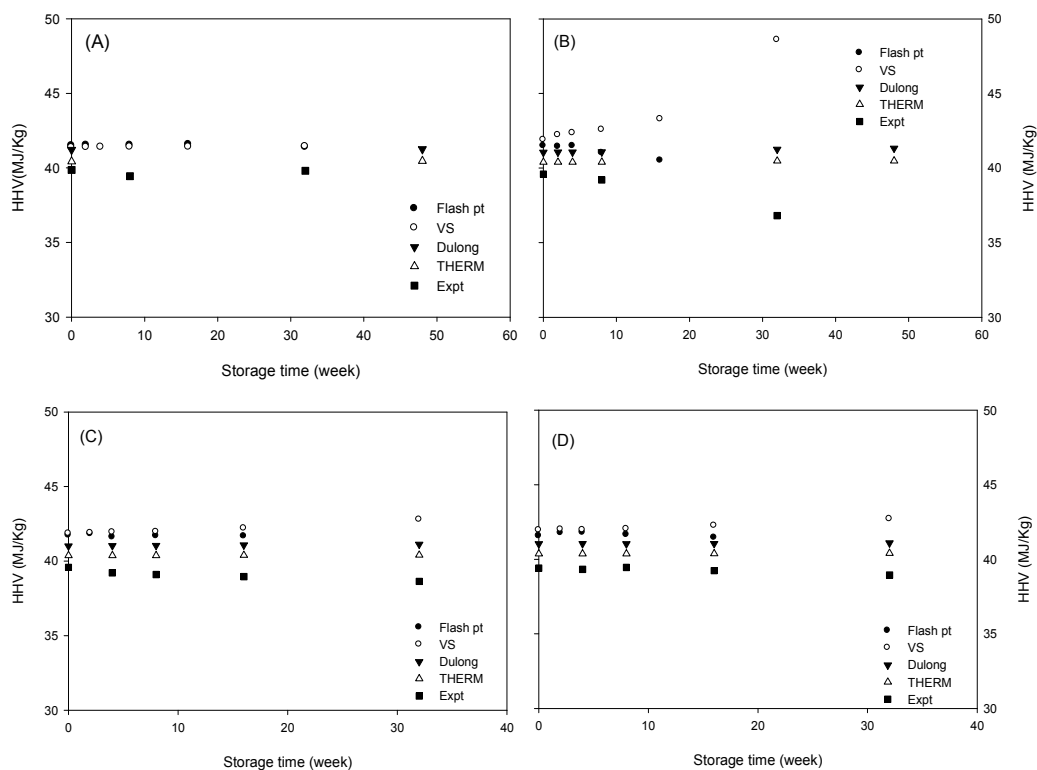 (A)
50
45
40
35
30
HHV(MJ/Kg)
Flash pt
VS
Dulong
THERM
Expt
0 10 20 30 40 50 60
Storage time (week)
(B)
50
45
40
35
30
HHV (MJ/Kg)
Flash pt
VS
Dulong
THERM
Expt
0 10 20 30 40 50 60
Storage time (week)
(C)
50
45
40
35
30
HHV (MJ/Kg)
Flash pt
VS
Dulong
THERM
Expt
0 10 20 30 40
Storage time (week)
(D)
50
45
40
35
30
HHV (MJ/Kg)
Flash pt
VS
Dulong
THERM
Expt
0 10 20 30 40
Storage time (week)